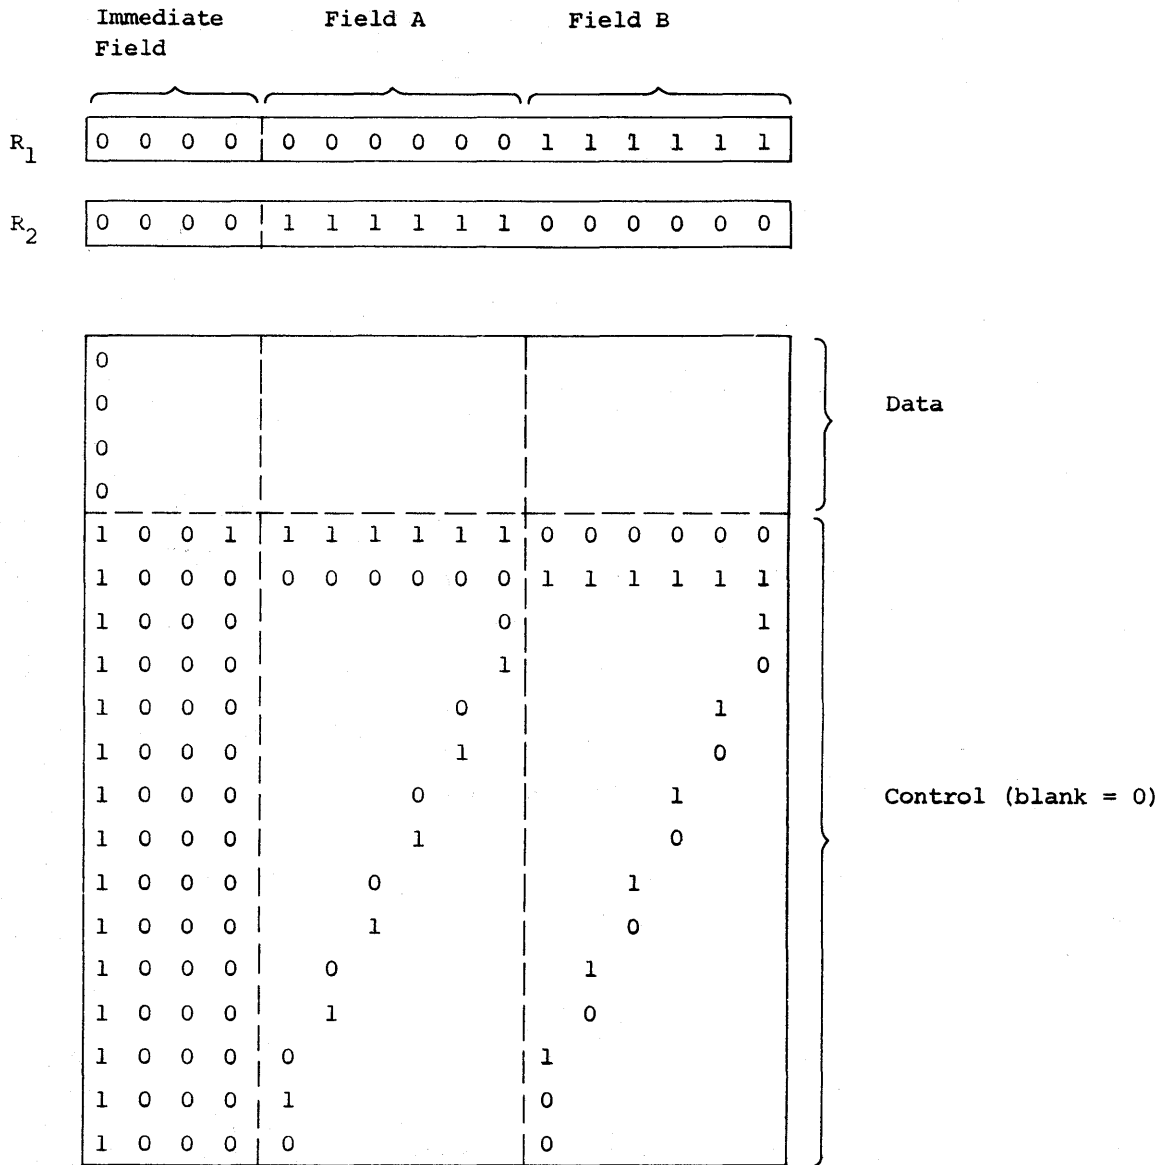 Immediate Field A Field B
Field
R1 0 0 0 0 0 0 0 0 0 0 1 1 1 1 1 1
R2 0 0 0 0 1 1 1 1 1 1 0 0 0 0 0 0
0
0
Data
0
0
1 0 0 1 1 1 1 1 1 1 0 0 0 0 0 0
1 0 0 0 0 0 0 0 0 0 1 1 1 1 1 1
1 0 0 0 0 1
1 0 0 0 1 0
1 0 0 0 0 1
1 0 0 0 1 0
1 0 0 0 0 1 Control (blank = 0)
1 0 0 0 1 0
1 0 0 0 0 1
1 0 0 0 1 0
1 0 0 0 0 1
1 0 0 0 1 0
1 0 0 0 0 1
1 0 0 0 1 0
1 0 0 0 0 0